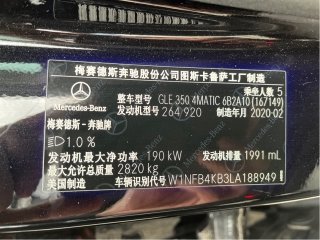 梅赛德斯奔驰股份公司图斯卡鲁萨工厂制造
乘坐人数 5
Mercedes-Benz
整车型号 GLE 350 4MATIC 6B2A10 (167149)
发动机型号 264 920 制造年月 2020-02
梅赛德斯-奔驰牌
1.0 %
发动机最大净功率 190 kW 发动机排量 1991 mL
最大允许总质量 2820 kg
美国制造 车辆识别代号 W1NFB4KB3LA188949